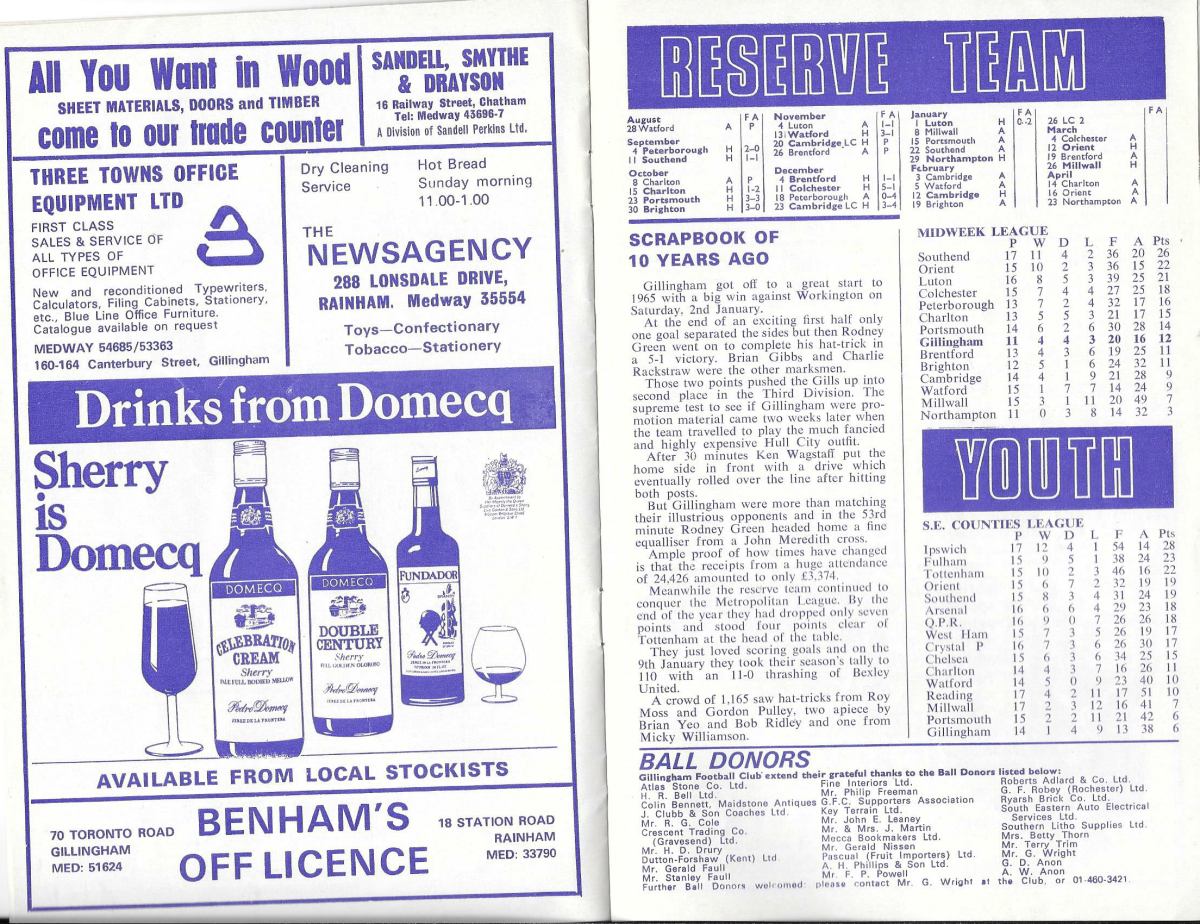 All You Want in Wood
SHEET MATERIALS, DOORS and TIMBER
come to our trade counter
SANDELL, SMYTHE
& DRAYSON
16 Railway Street, Chatham
Tel: Medway 43696-7
A Division of Sandell Perkins Ltd.
THREE TOWNS OFFICE
EQUIPMENT LTD
FIRST CLASS
SALES & SERVICE OF
ALL TYPES OF
OFFICE EQUIPMENT
New and reconditioned Typewriters,
Calculators, Filing Cabinets, Stationery,
etc., Blue Line Office Furniture.
Catalogue available on request
MEDWAY 54685/53363
160-164 Canterbury Street, Gillingham
Dry Cleaning
Service
Hot Bread
Sunday morning
11.00-1.00
THE
NEWSAGENCY
288 LONSDALE DRIVE,
RAINHAM. Medway 35554
Toys—Confectionary
Tobacco—Stationery
Drinks from Domecq
Sherry
is
Domecq
DOMECQ
CELEBRATION
CREAM
Sherry
PALE FULL BODIED MELLOW
Pedro Domecq
JEREZ DE LA FRONTERA
DOMECQ
DOUBLE
CENTURY
Sherry
FULL GOLDEN OLOROSO
Pedro Domecq
JEREZ DE LA FRONTERA
FUNDADOR
Pedro Domecq
AVAILABLE FROM LOCAL STOCKISTS
70 TORONTO ROAD
GILLINGHAM
MED: 51624
BENHAM'S
OFF LICENCE
18 STATION ROAD
RAINHAM
MED: 33790
RESERVE TEAM
August F A
28 Watford A P
September
4 Peterborough H 2–0
11 Southend H 1–1
October
8 Charlton A P
15 Charlton H 1–2
23 Portsmouth H 3–3
30 Brighton H 3–0
November F A
4 Luton A 1–1
13 Watford H 3–1
20 Cambridge LC H P
26 Brentford A P
December
4 Brentford H 1–1
11 Colchester H 5–1
18 Peterborough A 0–4
23 Cambridge LC H 3–4
January F A
1 Luton H 0–2
8 Millwall A
15 Portsmouth A
22 Southend A
29 Northampton H
February
3 Cambridge A
5 Watford A
12 Cambridge H
19 Brighton A
F A
26 LC 2
March
4 Colchester A
12 Orient H
19 Brentford A
26 Millwall H
April
14 Charlton A
16 Orient A
23 Northampton A
SCRAPBOOK OF
10 YEARS AGO
Gillingham got off to a great start to
1965 with a big win against Workington on
Saturday, 2nd January.
At the end of an exciting first half only
one goal separated the sides but then Rodney
Green went on to complete his hat-trick in
a 5-1 victory. Brian Gibbs and Charlie
Rackstraw were the other marksmen.
Those two points pushed the Gills up into
second place in the Third Division. The
supreme test to see if Gillingham were pro-
motion material came two weeks later when
the team travelled to play the much fancied
and highly expensive Hull City outfit.
After 30 minutes Ken Wagstaff put the
home side in front with a drive which
eventually rolled over the line after hitting
both posts.
But Gillingham were more than matching
their illustrious opponents and in the 53rd
minute Rodney Green headed home a fine
equalliser from a John Meredith cross.
Ample proof of how times have changed
is that the receipts from a huge attendance
of 24,426 amounted to only £3,374.
Meanwhile the reserve team continued to
conquer the Metropolitan League. By the
end of the year they had dropped only seven
points and stood four points clear of
Tottenham at the head of the table.
They just loved scoring goals and on the
9th January they took their season's tally to
110 with an 11-0 thrashing of Bexley
United.
A crowd of 1,165 saw hat-tricks from Roy
Moss and Gordon Pulley, two apiece by
Brian Yeo and Bob Ridley and one from
Micky Williamson.
MIDWEEK LEAGUE
P W D L F A Pts
Southend 17 11 4 2 36 20 26
Orient 15 10 2 3 36 15 22
Luton 16 8 5 3 39 25 21
Colchester 15 7 4 4 27 25 18
Peterborough 13 7 2 4 32 17 16
Charlton 13 5 5 3 21 17 15
Portsmouth 14 6 2 6 30 28 14
Gillingham 11 4 4 3 20 16 12
Brentford 13 4 3 6 19 25 11
Brighton 12 5 1 6 24 32 11
Cambridge 14 4 1 9 21 28 9
Watford 15 1 7 7 14 24 9
Millwall 15 3 1 11 20 49 7
Northampton 11 0 3 8 14 32 3
YOUTH
S.E. COUNTIES LEAGUE
P W D L F A Pts
Ipswich 17 12 4 1 54 14 28
Fulham 15 9 5 1 38 24 23
Tottenham 15 10 2 3 46 16 22
Orient 15 6 7 2 32 19 19
Southend 15 8 3 4 31 24 19
Arsenal 16 6 6 4 29 23 18
Q.P.R. 16 9 0 7 26 26 18
West Ham 15 7 3 5 26 19 17
Crystal P 16 7 3 6 26 30 17
Chelsea 15 6 3 6 34 25 15
Charlton 14 4 3 7 16 26 11
Watford 14 5 0 9 23 40 10
Reading 17 4 2 11 17 51 10
Millwall 17 2 3 12 16 41 7
Portsmouth 15 2 2 11 21 42 6
Gillingham 14 1 4 9 13 38 6
BALL DONORS
Gillingham Football Club extend their grateful thanks to the Ball Donors listed below:
Atlas Stone Co. Ltd.
H. R. Bell Ltd.
Colin Bennett, Maidstone Antiques
J. Clubb & Son Coaches Ltd.
Mr. R. G. Cole
Crescent Trading Co.
(Gravesend) Ltd.
Mr. H. D. Drury
Dutton-Forshaw (Kent) Ltd.
Mr. Gerald Faull
Mr. Stanley Faull
Fine Interiors Ltd.
Mr. Philip Freeman
G.F.C. Supporters Association
Key Terrain Ltd.
Mr. John E. Leaney
Mr. & Mrs. J. Martin
Mecca Bookmakers Ltd.
Mr. Gerald Nissen
Pascual (Fruit Importers) Ltd.
A. H. Phillips & Son Ltd.
Mr. F. P. Powell
Roberts Adlard & Co. Ltd.
G. F. Robey (Rochester) Ltd.
Ryarsh Brick Co. Ltd.
South Eastern Auto Electrical
Services Ltd.
Southern Litho Supplies Ltd.
Mrs. Betty Thorn
Mr. Terry Trim
Mr. G. Wright
G. D. Anon
A. W. Anon
Further Ball Donors welcomed: please contact Mr. G. Wright at the Club, or 01-460-3421.